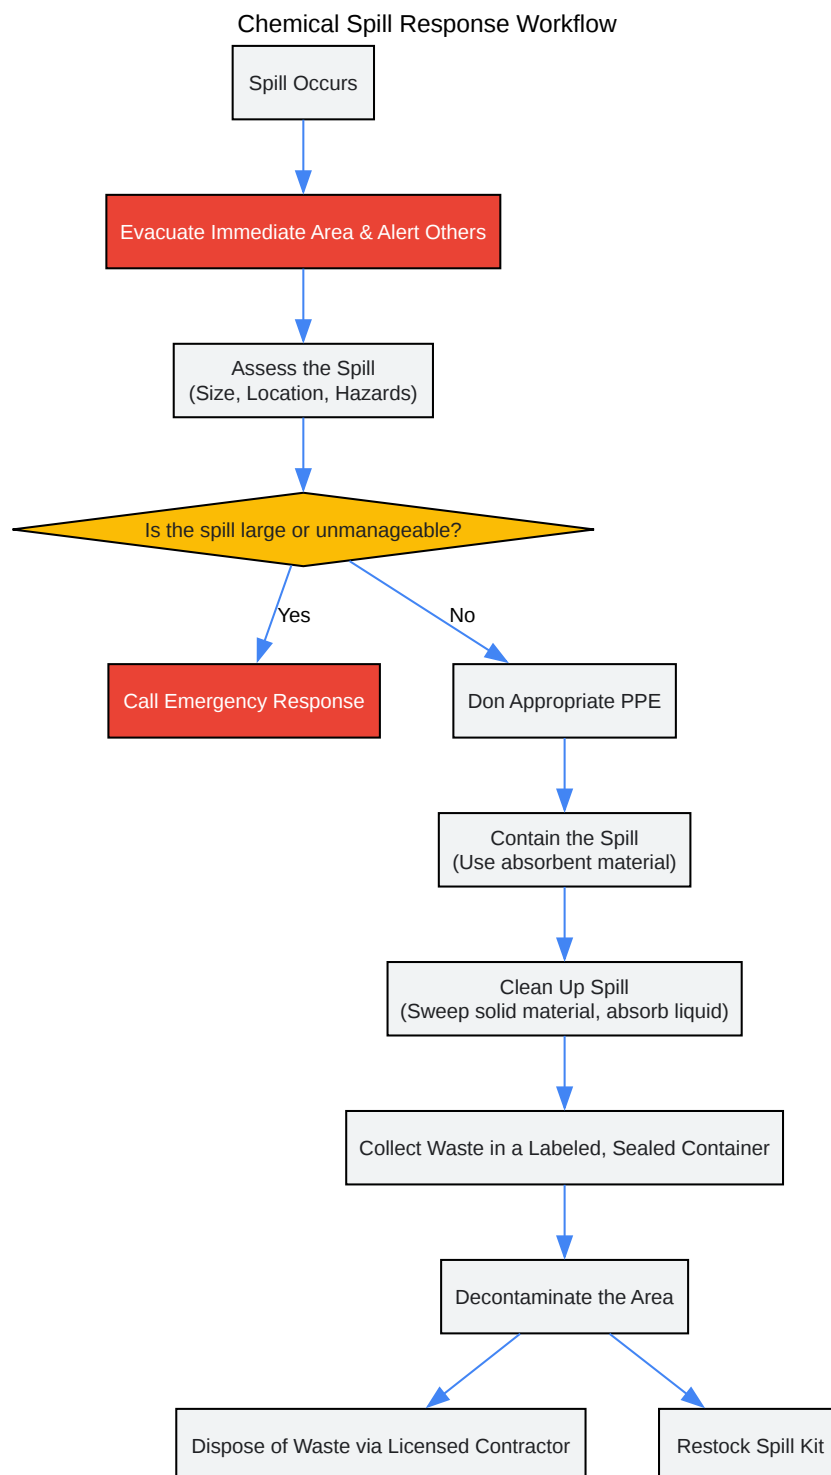 Chemical Spill Response Workflow
Spill Occurs
Evacuate Immediate Area & Alert Others
Assess the Spill
(Size, Location, Hazards)
Is the spill large or unmanageable?
Yes
No
Call Emergency Response
Don Appropriate PPE
Contain the Spill
(Use absorbent material)
Clean Up Spill
(Sweep solid material, absorb liquid)
Collect Waste in a Labeled, Sealed Container
Decontaminate the Area
Dispose of Waste via Licensed Contractor
Restock Spill Kit